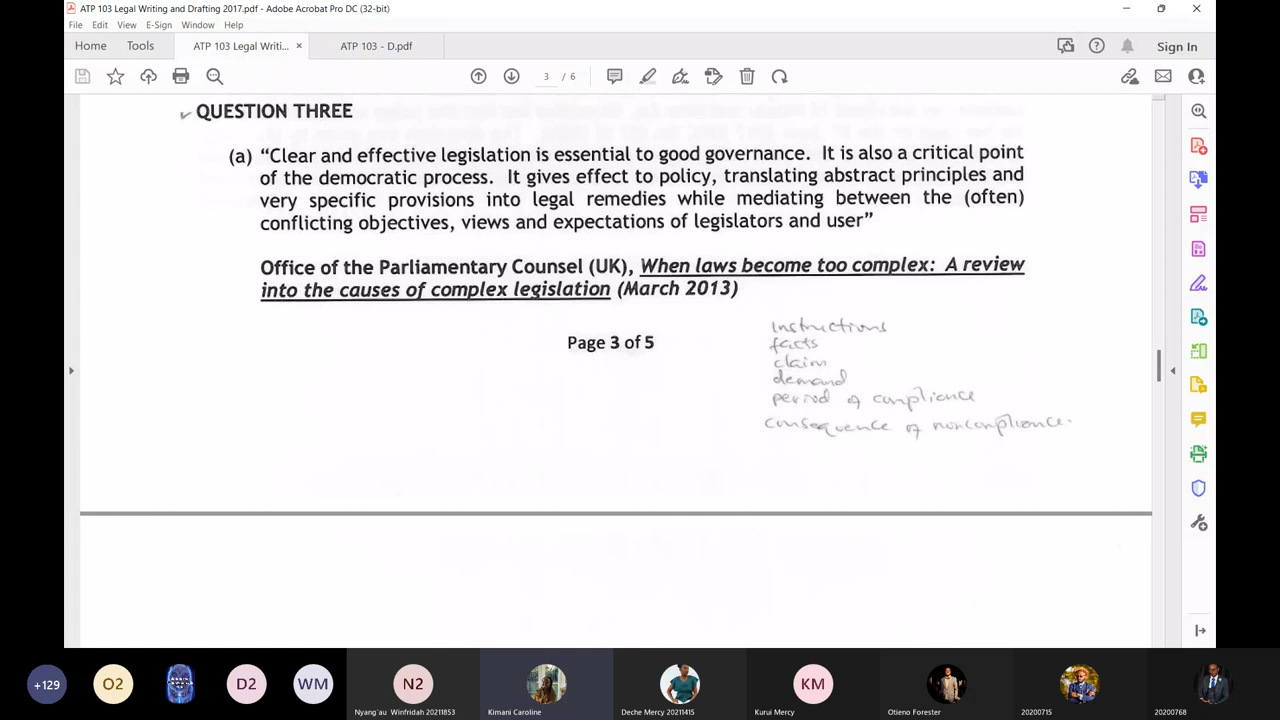 ATP 103 Legal Writing and Drafting 2017.pdf - Adobe Acrobat Pro DC (32-bit)
File Edit View E-Sign Window Help
Home Tools ATP 103 Legal Writi... × ATP 103 - D.pdf Sign In
3 / 6
QUESTION THREE
(a) “Clear and effective legislation is essential to good governance. It is also a critical point
of the democratic process. It gives effect to policy, translating abstract principles and
very specific provisions into legal remedies while mediating between the (often)
conflicting objectives, views and expectations of legislators and user”
Office of the Parliamentary Counsel (UK), When laws become too complex: A review
into the causes of complex legislation (March 2013)
Page 3 of 5
instructions
facts
claim
demand
period of compliance
consequence of noncompliance.
+129 O2 D2 WM N2 KM
Nyang'au Winfridah 20211853 Kimani Caroline Deche Mercy 20211415 Kurui Mercy Otieno Forester 20200715 20200768